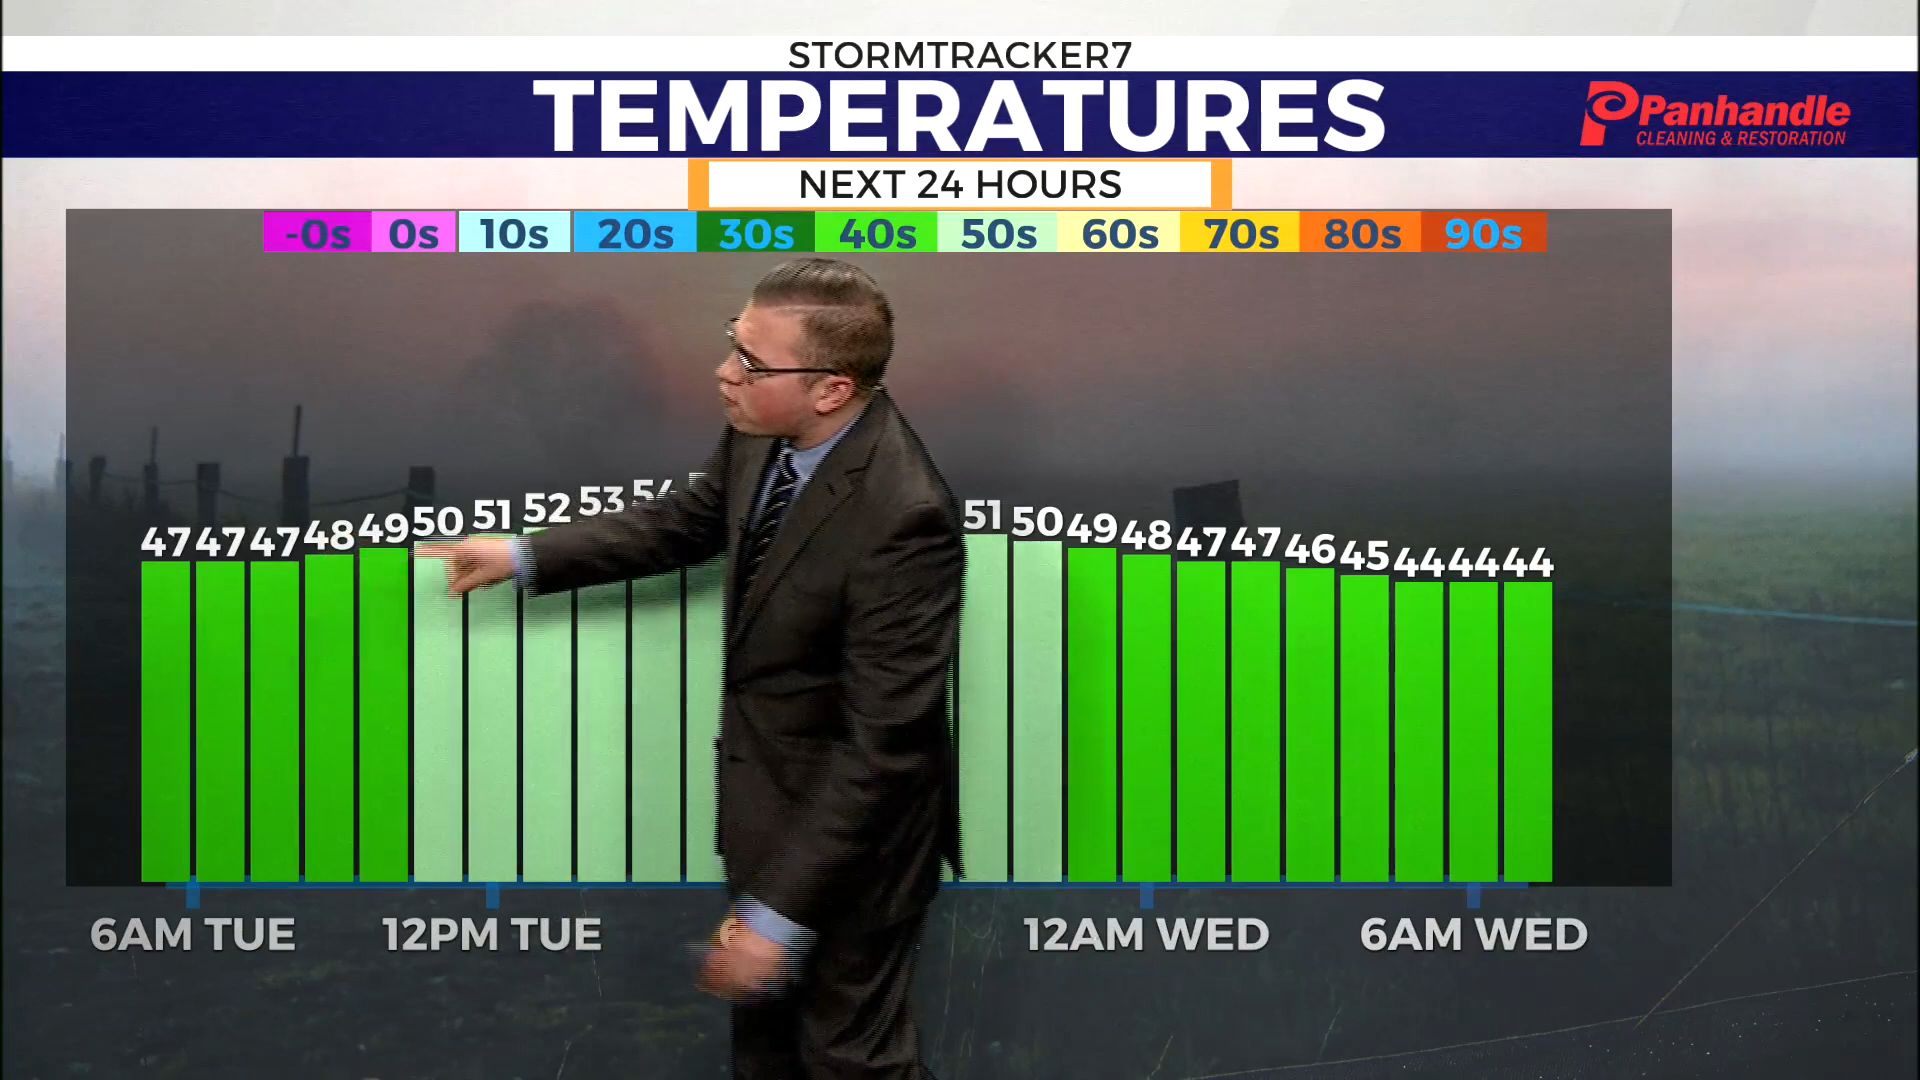 STORMTRACKER7
TEMPERATURES
Panhandle
CLEANING & RESTORATION
NEXT 24 HOURS
-0s 0s 10s 20s 30s 40s 50s 60s 70s 80s 90s
47 47 47 48 49 50 51 52 53 54 51 50 49 48 47 47 46 45 44 44 44
6AM TUE 12PM TUE 12AM WED 6AM WED